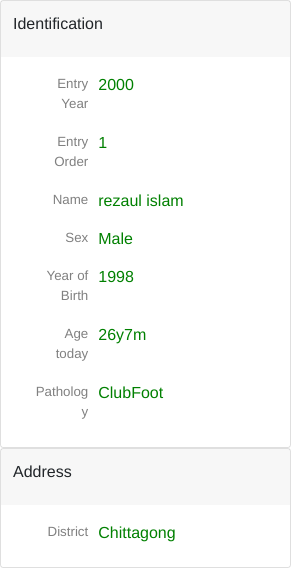 Identification
Entry Year 2000
Entry Order 1
Name rezaul islam
Sex Male
Year of Birth 1998
Age today 26y7m
Pathology ClubFoot
Address
District Chittagong